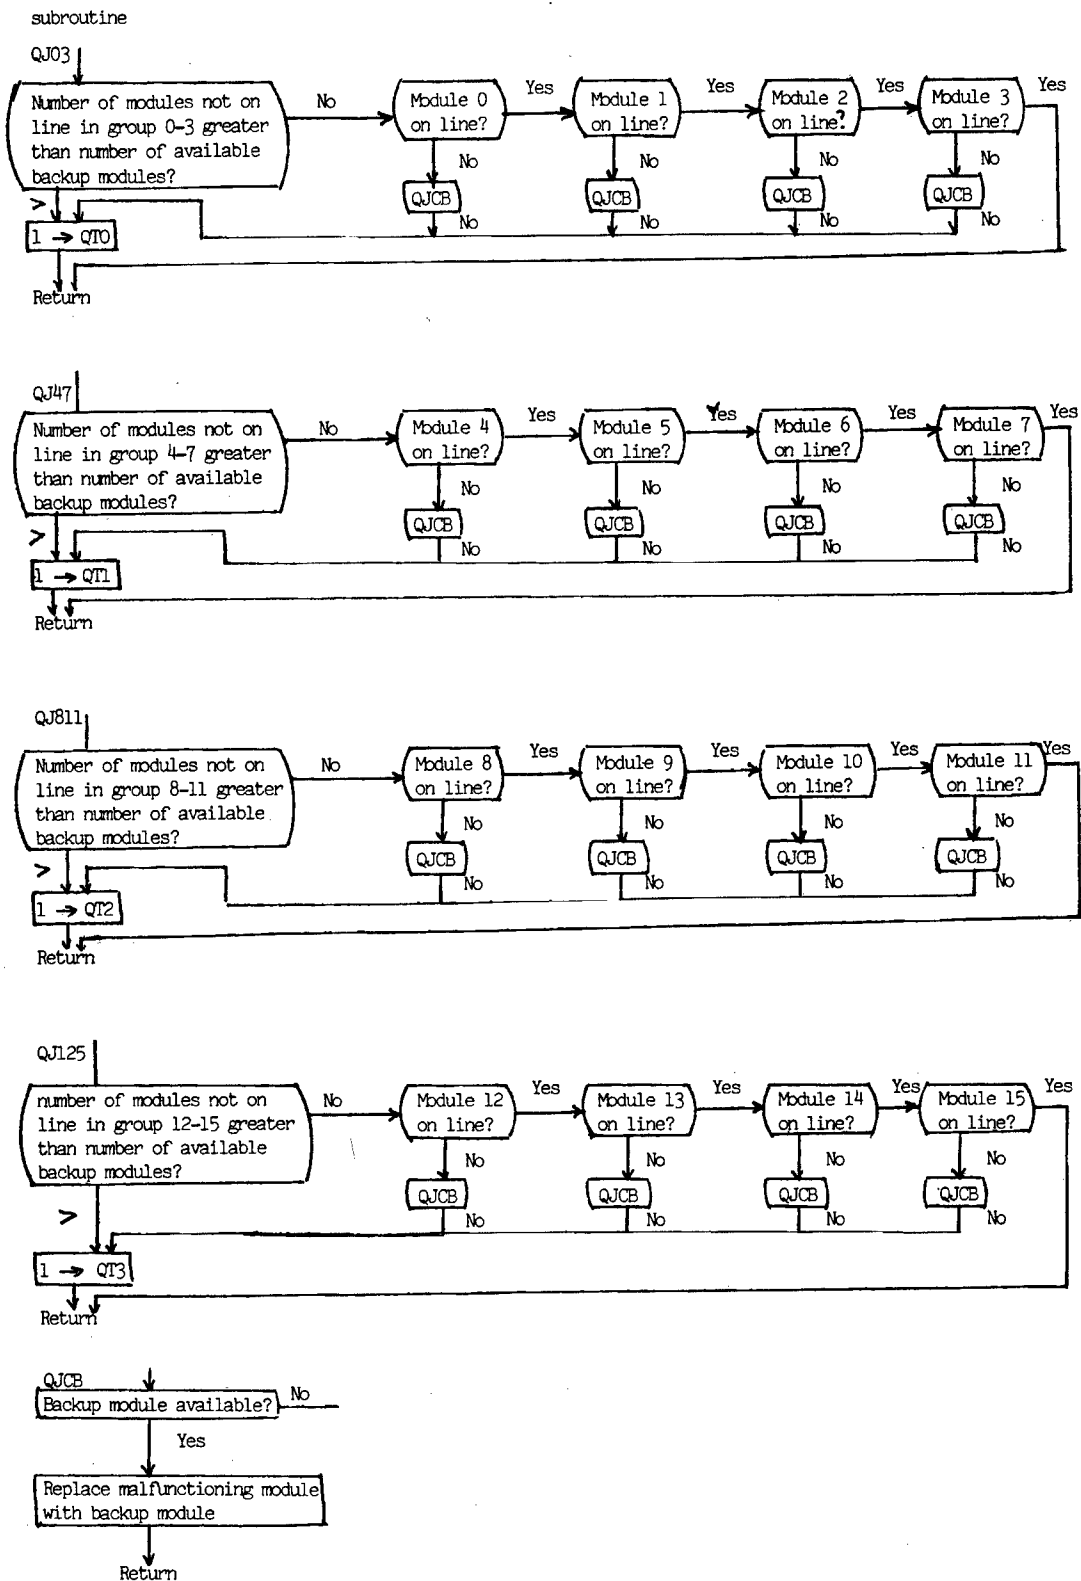 subroutine
QJ03
Number of modules not on
line in group 0-3 greater
than number of available
backup modules?
No
Module 0
on line?
Yes
Module 1
on line?
Yes
Module 2
on line?
Yes
Module 3
on line?
Yes
No
No
No
No
QJCB
QJCB
QJCB
QJCB
No
No
No
No
>
1 → QT0
Return
QJ47
Number of modules not on
line in group 4-7 greater
than number of available
backup modules?
No
Module 4
on line?
Yes
Module 5
on line?
Yes
Module 6
on line?
Yes
Module 7
on line?
Yes
No
No
No
No
QJCB
QJCB
QJCB
QJCB
No
No
No
No
>
1 → QT1
Return
QJ811
Number of modules not on
line in group 8-11 greater
than number of available
backup modules?
No
Module 8
on line?
Yes
Module 9
on line?
Yes
Module 10
on line?
Yes
Module 11
on line?
Yes
No
No
No
No
QJCB
QJCB
QJCB
QJCB
No
No
No
No
>
1 → QT2
Return
QJ125
number of modules not on
line in group 12-15 greater
than number of available
backup modules?
No
Module 12
on line?
Yes
Module 13
on line?
Yes
Module 14
on line?
Yes
Module 15
on line?
Yes
No
No
No
No
QJCB
QJCB
QJCB
QJCB
No
No
No
No
>
1 → QT3
Return
QJCB
Backup module available?
No
Yes
Replace malfunctioning module
with backup module
Return